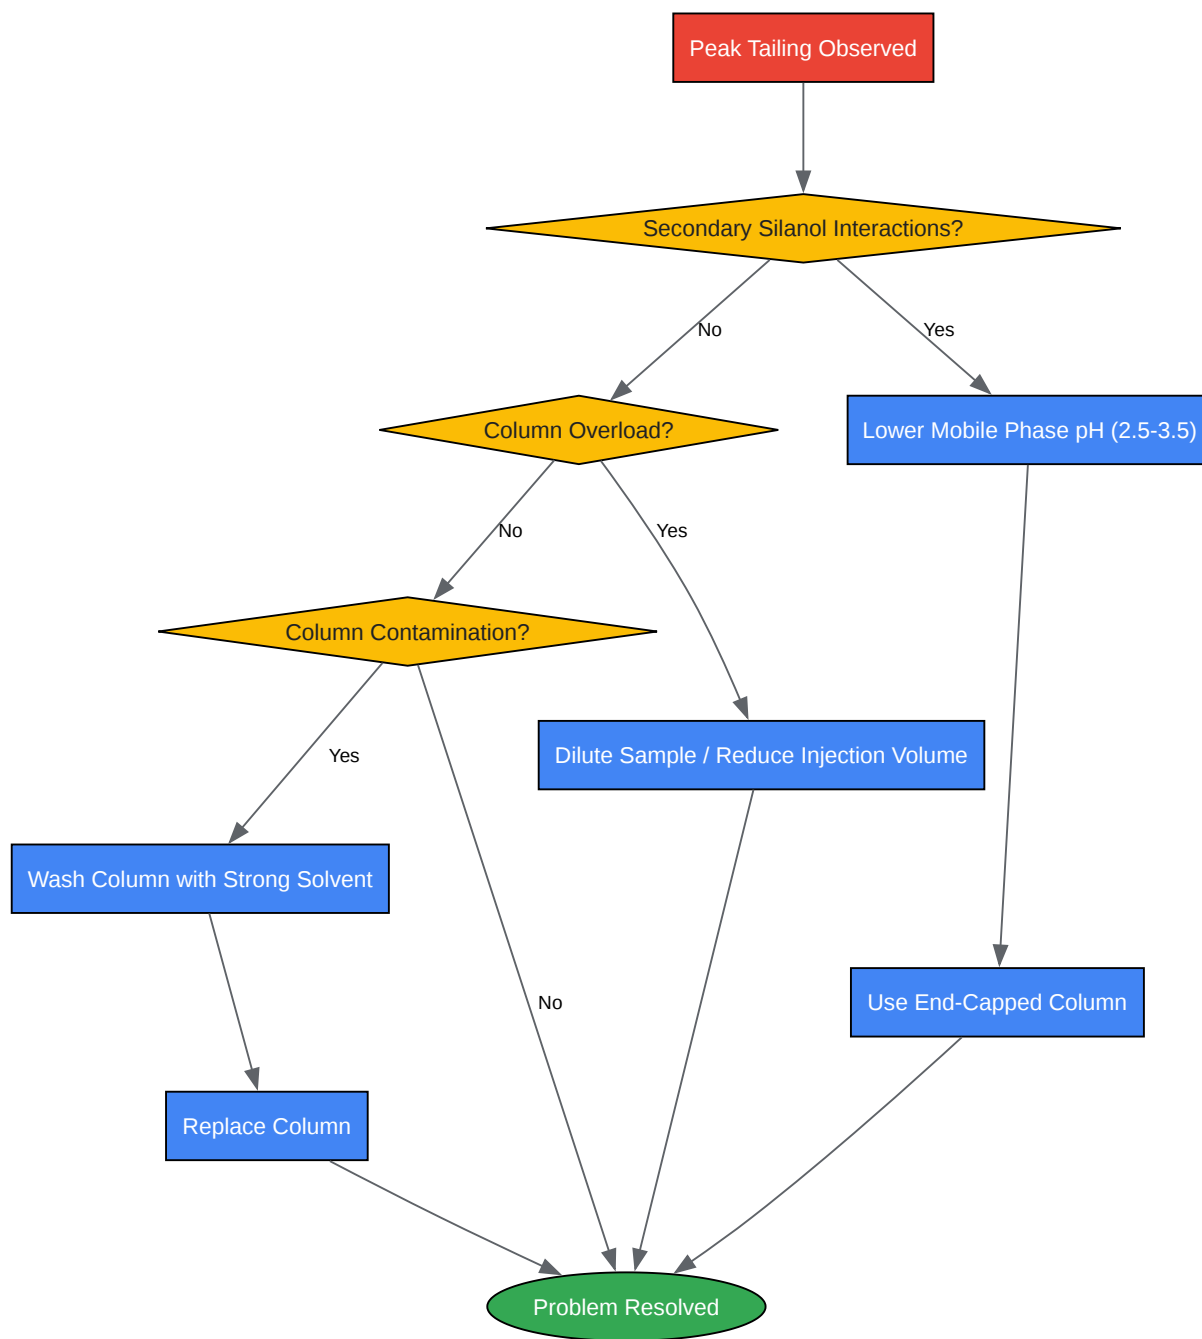 Peak Tailing Observed
Secondary Silanol Interactions?
No
Yes
Column Overload?
Lower Mobile Phase pH (2.5-3.5)
No
Yes
Column Contamination?
Yes
Dilute Sample / Reduce Injection Volume
Wash Column with Strong Solvent
No
Use End-Capped Column
Replace Column
Problem Resolved